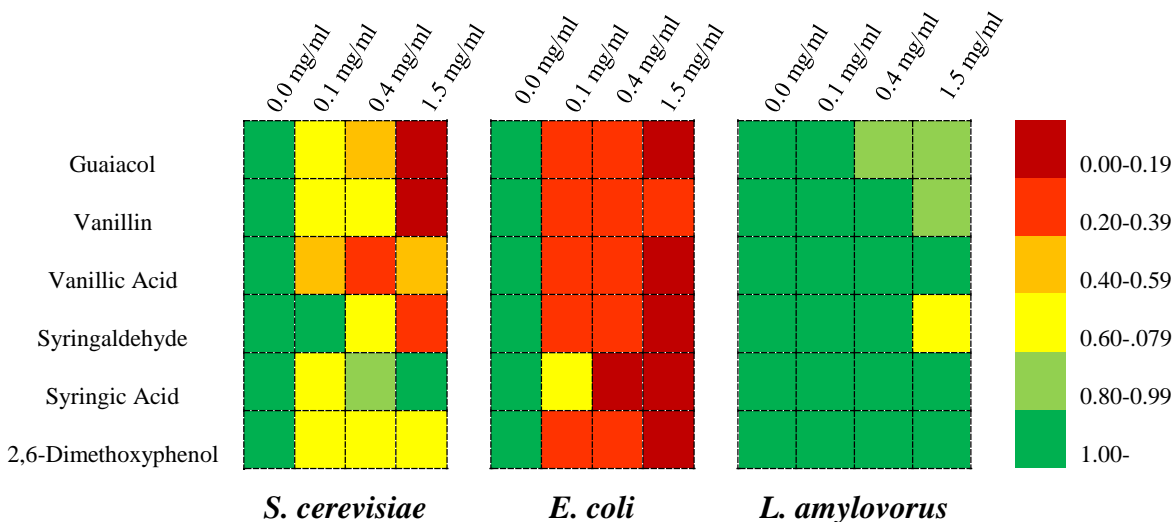 0.0 mg/ml
0.1 mg/ml
0.4 mg/ml
1.5 mg/ml
0.0 mg/ml
0.1 mg/ml
0.4 mg/ml
1.5 mg/ml
0.0 mg/ml
0.1 mg/ml
0.4 mg/ml
1.5 mg/ml
Guaiacol
Vanillin
Vanillic Acid
Syringaldehyde
Syringic Acid
2,6-Dimethoxyphenol
0.00-0.19
0.20-0.39
0.40-0.59
0.60-.079
0.80-0.99
1.00-
S. cerevisiae
E. coli
L. amylovorus